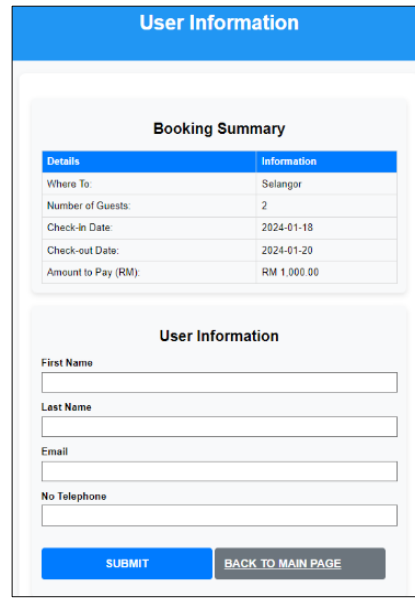 User Information
Booking Summary
Details Information
Where To: Selangor
Number of Guests: 2
Check-in Date: 2024-01-18
Check-out Date: 2024-01-20
Amount to Pay (RM): RM 1,000.00
User Information
First Name
Last Name
Email
No Telephone
SUBMIT BACK TO MAIN PAGE